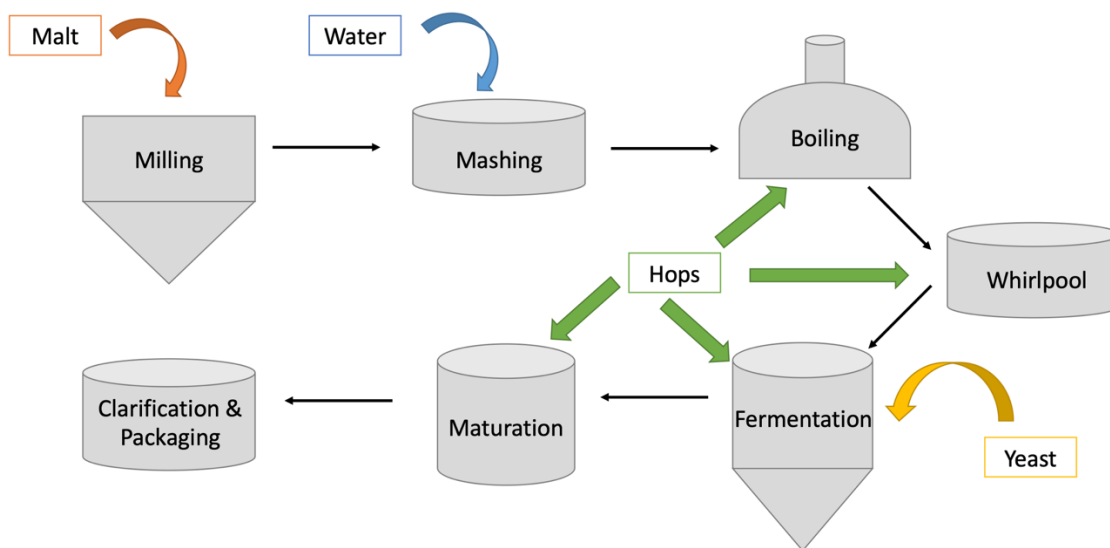 Malt
Water
Milling
Mashing
Boiling
Hops
Whirlpool
Clarification &
Packaging
Maturation
Fermentation
Yeast